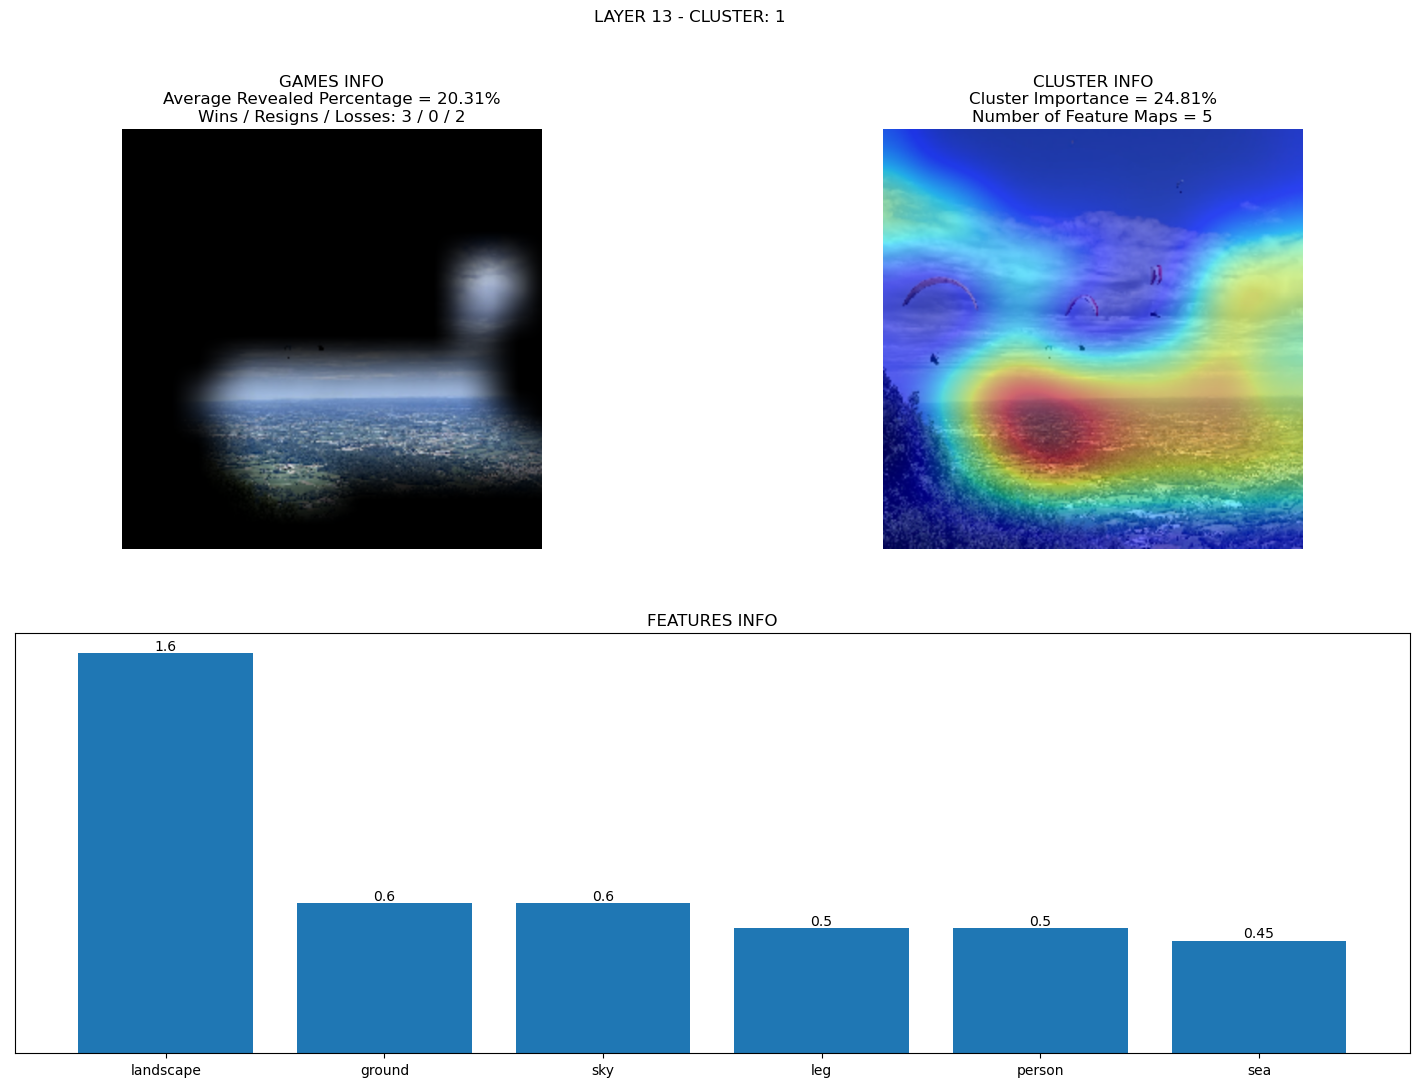 LAYER 13 - CLUSTER: 1
GAMES INFO
Average Revealed Percentage = 20.31%
Wins / Resigns / Losses: 3 / 0 / 2
CLUSTER INFO
Cluster Importance = 24.81%
Number of Feature Maps = 5
FEATURES INFO
1.6
0.6
0.6
0.5
0.5
0.45
landscape
ground
sky
leg
person
sea